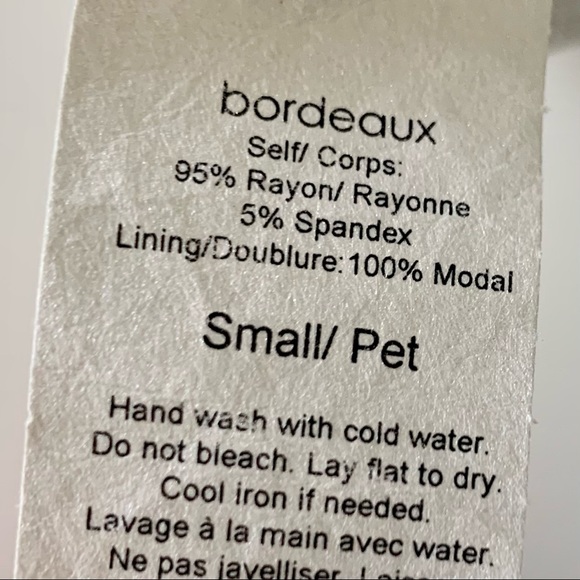 bordeaux
Self/ Corps:
95% Rayon/ Rayonne
5% Spandex
Lining/Doublure: 100% Modal
Small/ Pet
Hand wash with cold water.
Do not bleach. Lay flat to dry.
Cool iron if needed.
Lavage à la main avec water.
Ne pas javelliser.